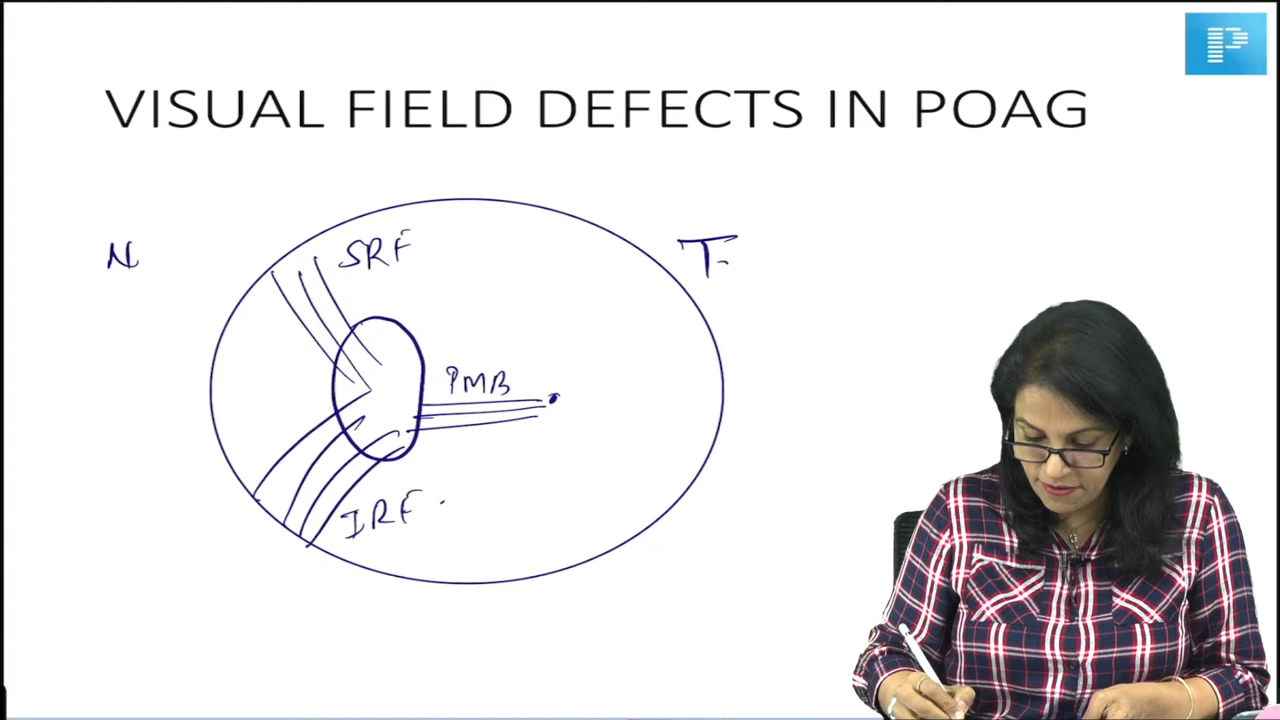 VISUAL FIELD DEFECTS IN POAG
N
SRF
T
PMB
IRF